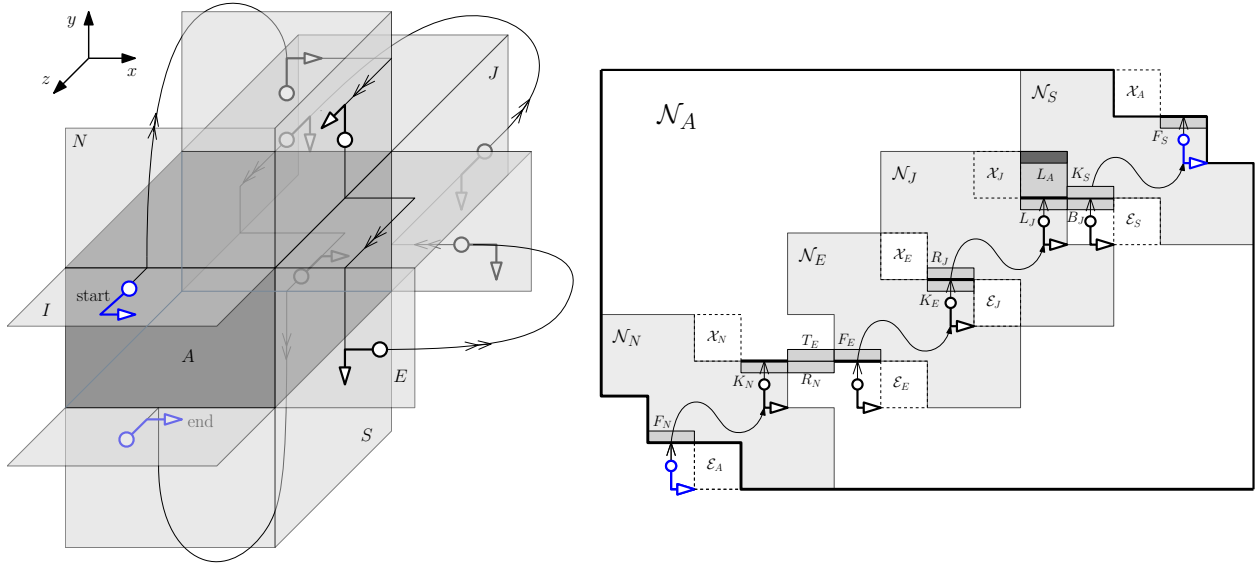 y
x
z
N
J
I
start
A
E
end
S
𝒩_A
𝒩_S
𝒳_A
F_S
𝒩_J
𝒳_J
L_A
K_S
L_J
B_J
ℰ_S
𝒩_E
𝒳_E
R_J
K_E
ℰ_J
𝒩_N
𝒳_N
T_E
F_E
K_N
R_N
ℰ_E
F_N
ℰ_A